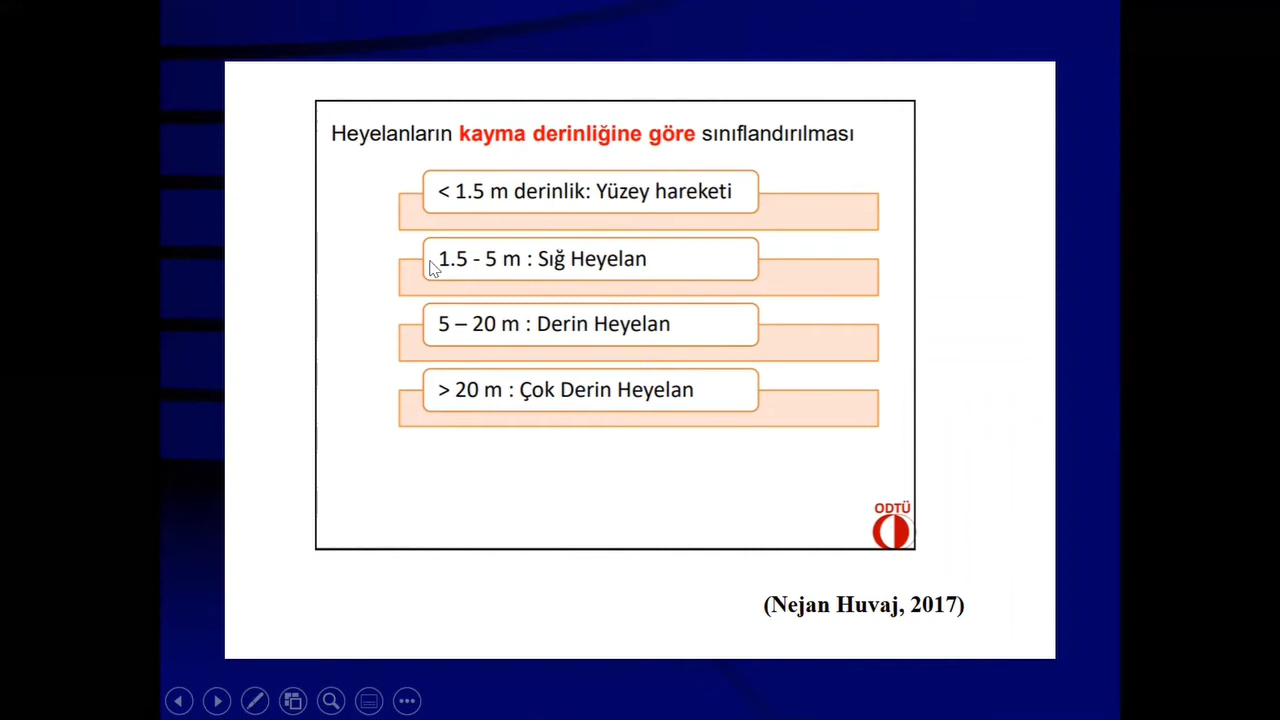 Heyelanların kayma derinliğine göre sınıflandırılması
< 1.5 m derinlik: Yüzey hareketi
1.5 - 5 m : Sığ Heyelan
5 – 20 m : Derin Heyelan
> 20 m : Çok Derin Heyelan
ODTÜ
(Nejan Huvaj, 2017)